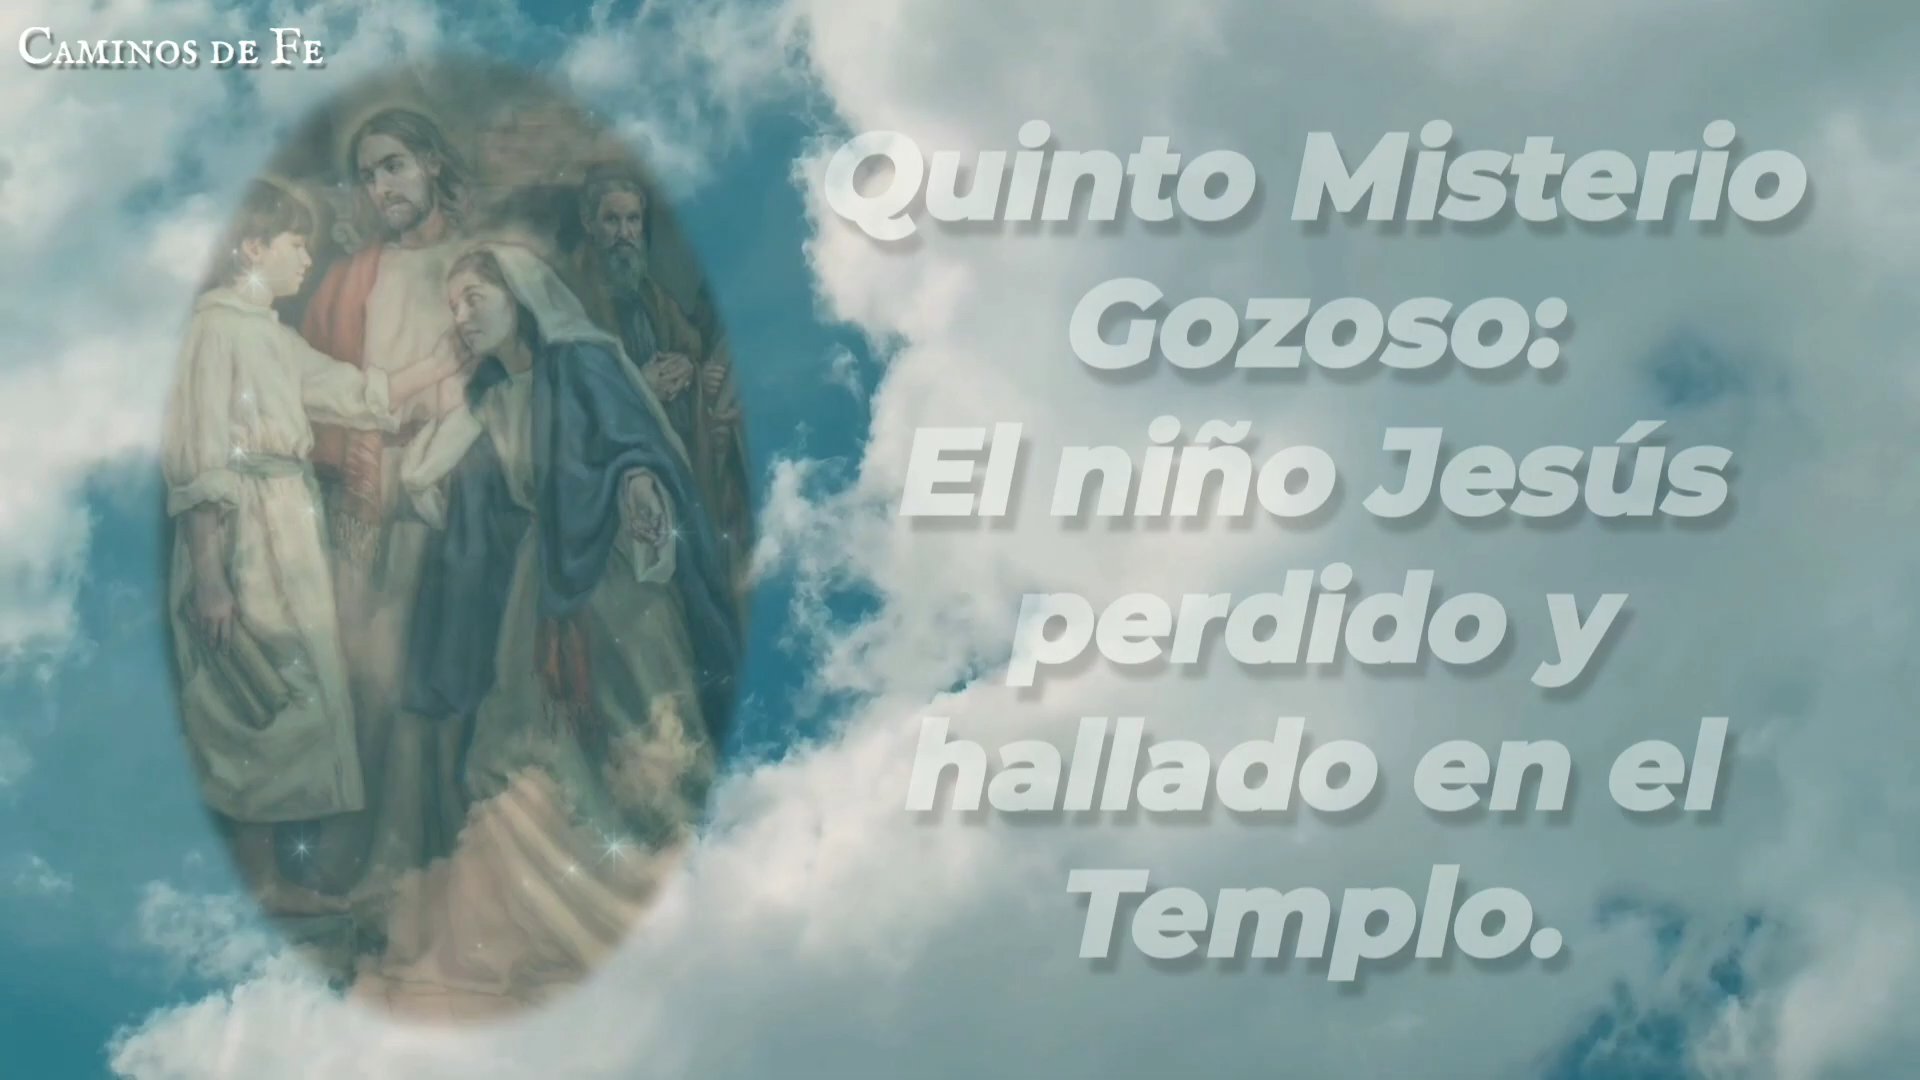 Caminos de Fe
Quinto Misterio
Gozoso:
El niño Jesús
perdido y
hallado en el
Templo.